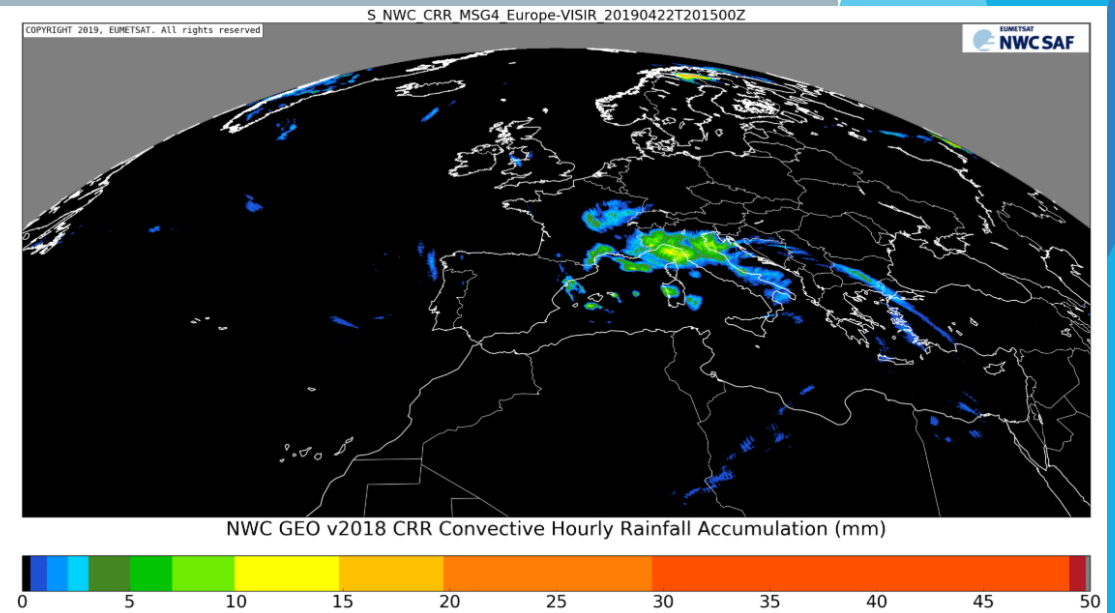 S_NWC_CRR_MSG4_Europe-VISIR_20190422T201500Z
COPYRIGHT 2019, EUMETSAT. All rights reserved
EUMETSAT
NWC SAF
NWC GEO v2018 CRR Convective Hourly Rainfall Accumulation (mm)
0 5 10 15 20 25 30 35 40 45 50